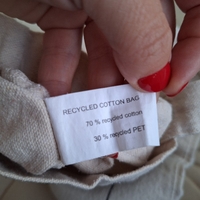 RECYCLED COTTON BAG
70 % recycled cotton
30 % recycled PET